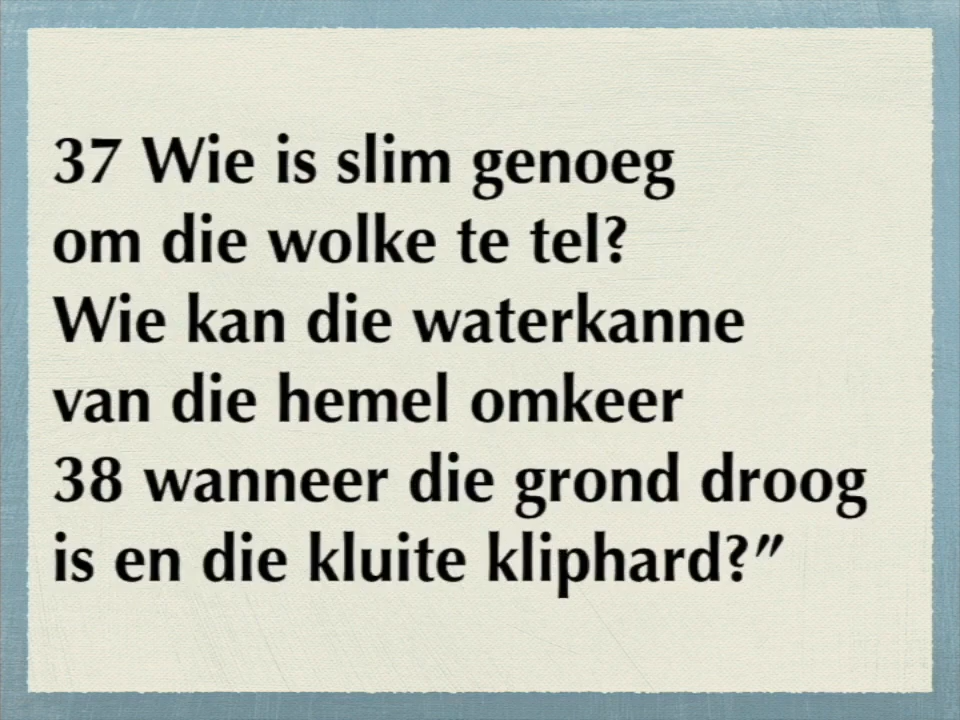 37 Wie is slim genoeg
om die wolke te tel?
Wie kan die waterkanne
van die hemel omkeer
38 wanneer die grond droog
is en die kluite kliphard?”